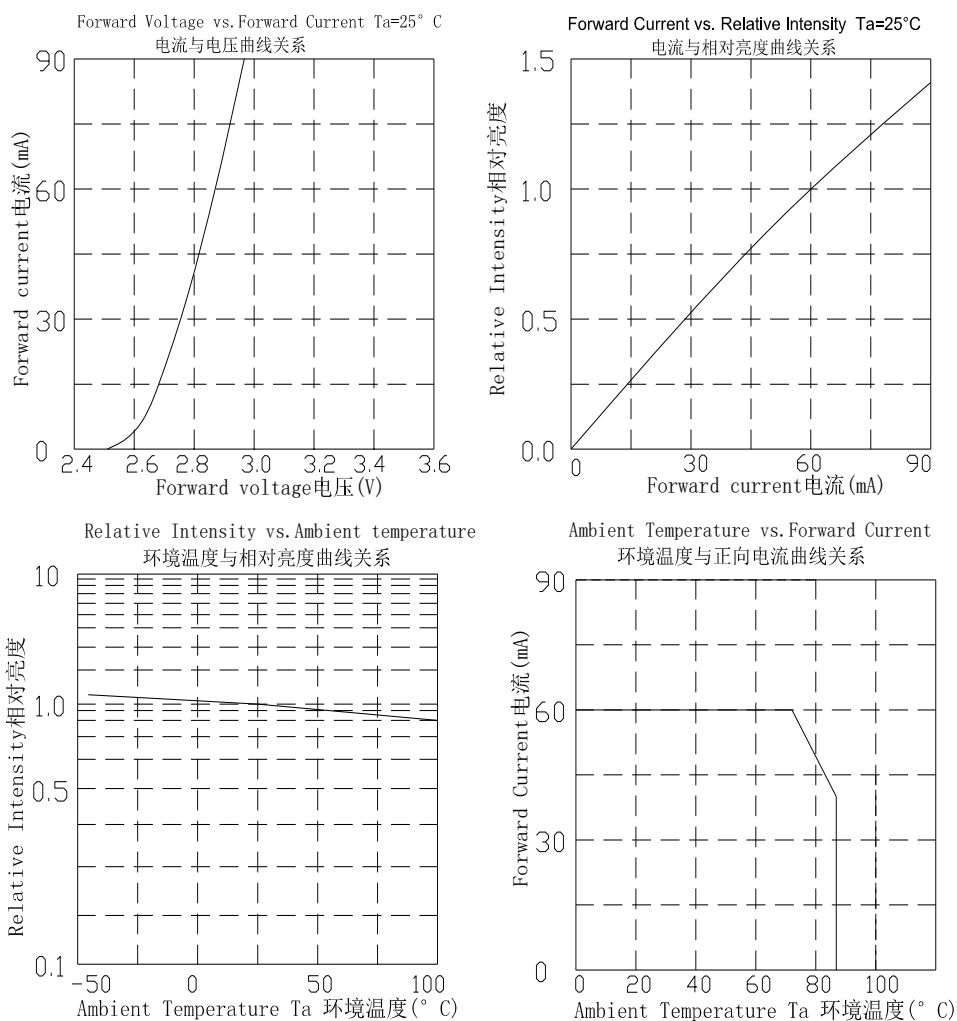 Forward Voltage vs.Forward Current Ta=25° C
电流与电压曲线关系
90
60
30
0
Forward current电流(mA)
2.4 2.6 2.8 3.0 3.2 3.4 3.6
Forward voltage电压(V)
Forward Current vs. Relative Intensity Ta=25°C
电流与相对亮度曲线关系
1.5
1.0
0.5
0.0
Relative Intensity相对亮度
0 30 60 90
Forward current电流(mA)
Relative Intensity vs.Ambient temperature
环境温度与相对亮度曲线关系
10
1.0
0.5
0.1
Relative Intensity相对亮度
-50 0 50 100
Ambient Temperature Ta 环境温度(° C)
Ambient Temperature vs.Forward Current
环境温度与正向电流曲线关系
90
60
30
0
Forward Current电流(mA)
0 20 40 60 80 100
Ambient Temperature Ta 环境温度(° C)